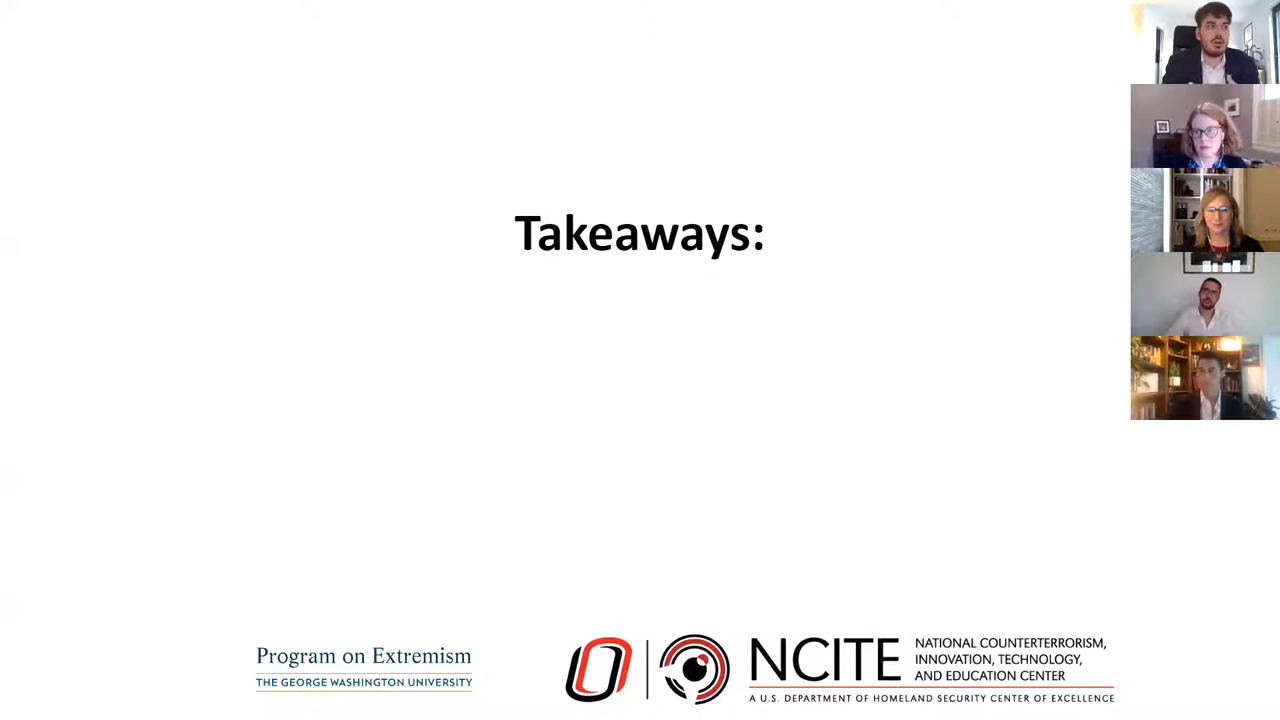 Takeaways:
Program on Extremism
THE GEORGE WASHINGTON UNIVERSITY
NCITE
NATIONAL COUNTERTERRORISM,
INNOVATION, TECHNOLOGY,
AND EDUCATION CENTER
A U.S. DEPARTMENT OF HOMELAND SECURITY CENTER OF EXCELLENCE